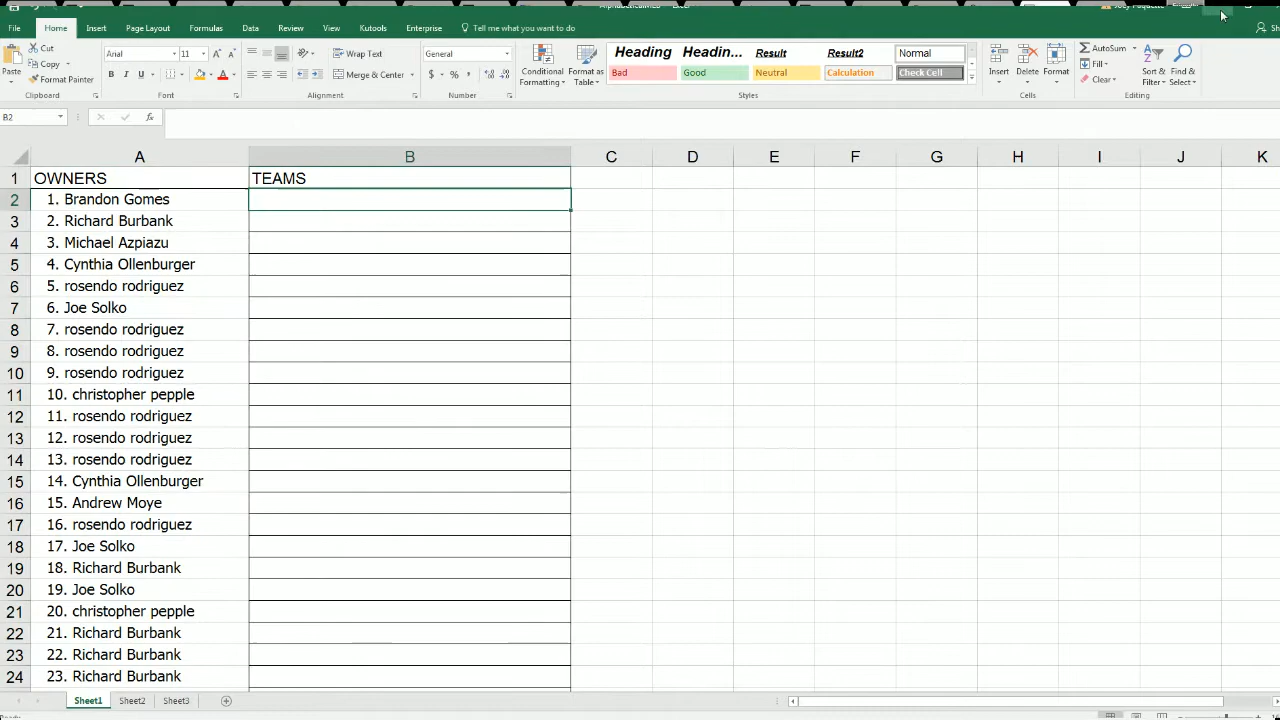 File Home Insert Page Layout Formulas Data Review View Kutools Enterprise Tell me what you want to do
Paste Cut Copy Format Painter Clipboard
Arial 11 B I U A Font
Wrap Text Merge & Center Alignment
General $ % , Number
Conditional Formatting Format as Table
Heading Headin... Result Result2 Normal
Bad Good Neutral Calculation Check Cell
Styles
Insert Delete Format Cells
AutoSum Fill Clear Sort & Filter Find & Select Editing
B2 fx
A B C D E F G H I J K
1 OWNERS TEAMS
2 1. Brandon Gomes
3 2. Richard Burbank
4 3. Michael Azpiazu
5 4. Cynthia Ollenburger
6 5. rosendo rodriguez
7 6. Joe Solko
8 7. rosendo rodriguez
9 8. rosendo rodriguez
10 9. rosendo rodriguez
11 10. christopher pepple
12 11. rosendo rodriguez
13 12. rosendo rodriguez
14 13. rosendo rodriguez
15 14. Cynthia Ollenburger
16 15. Andrew Moye
17 16. rosendo rodriguez
18 17. Joe Solko
19 18. Richard Burbank
20 19. Joe Solko
21 20. christopher pepple
22 21. Richard Burbank
23 22. Richard Burbank
24 23. Richard Burbank
Sheet1 Sheet2 Sheet3